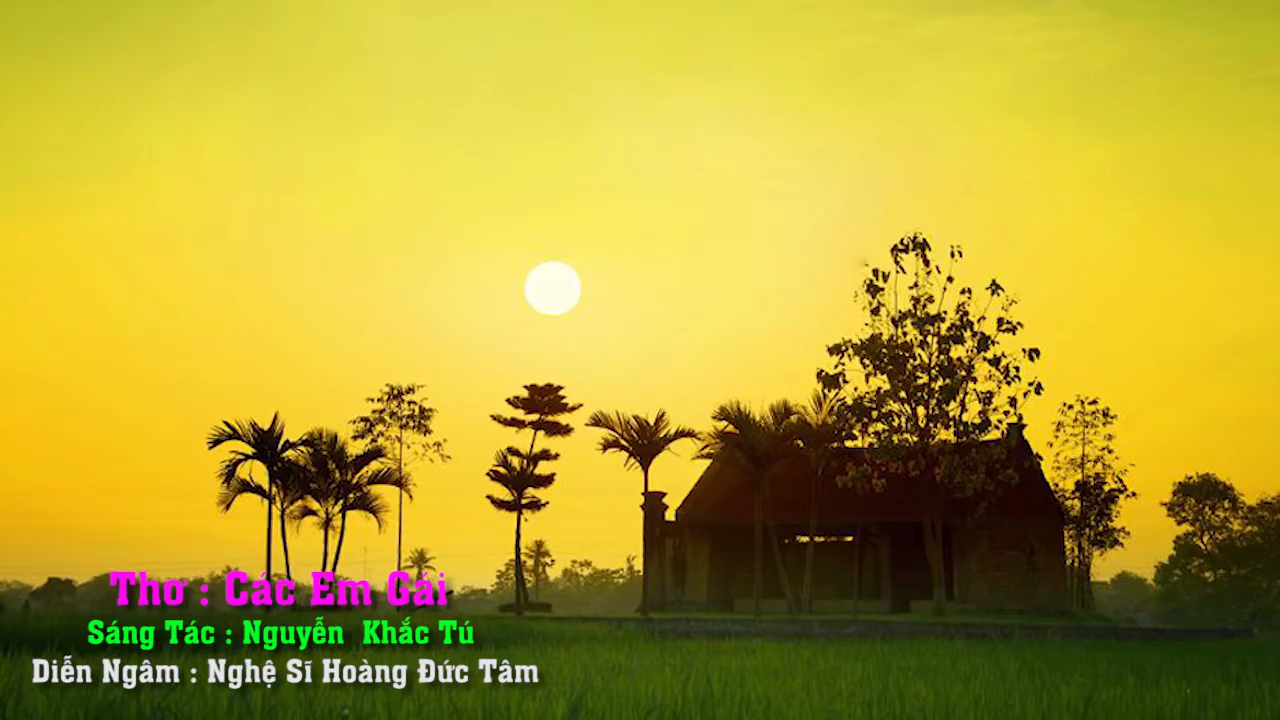 Thơ : Các Em Gái
Sáng Tác : Nguyễn Khắc Tú
Diễn Ngâm : Nghệ Sĩ Hoàng Đức Tâm